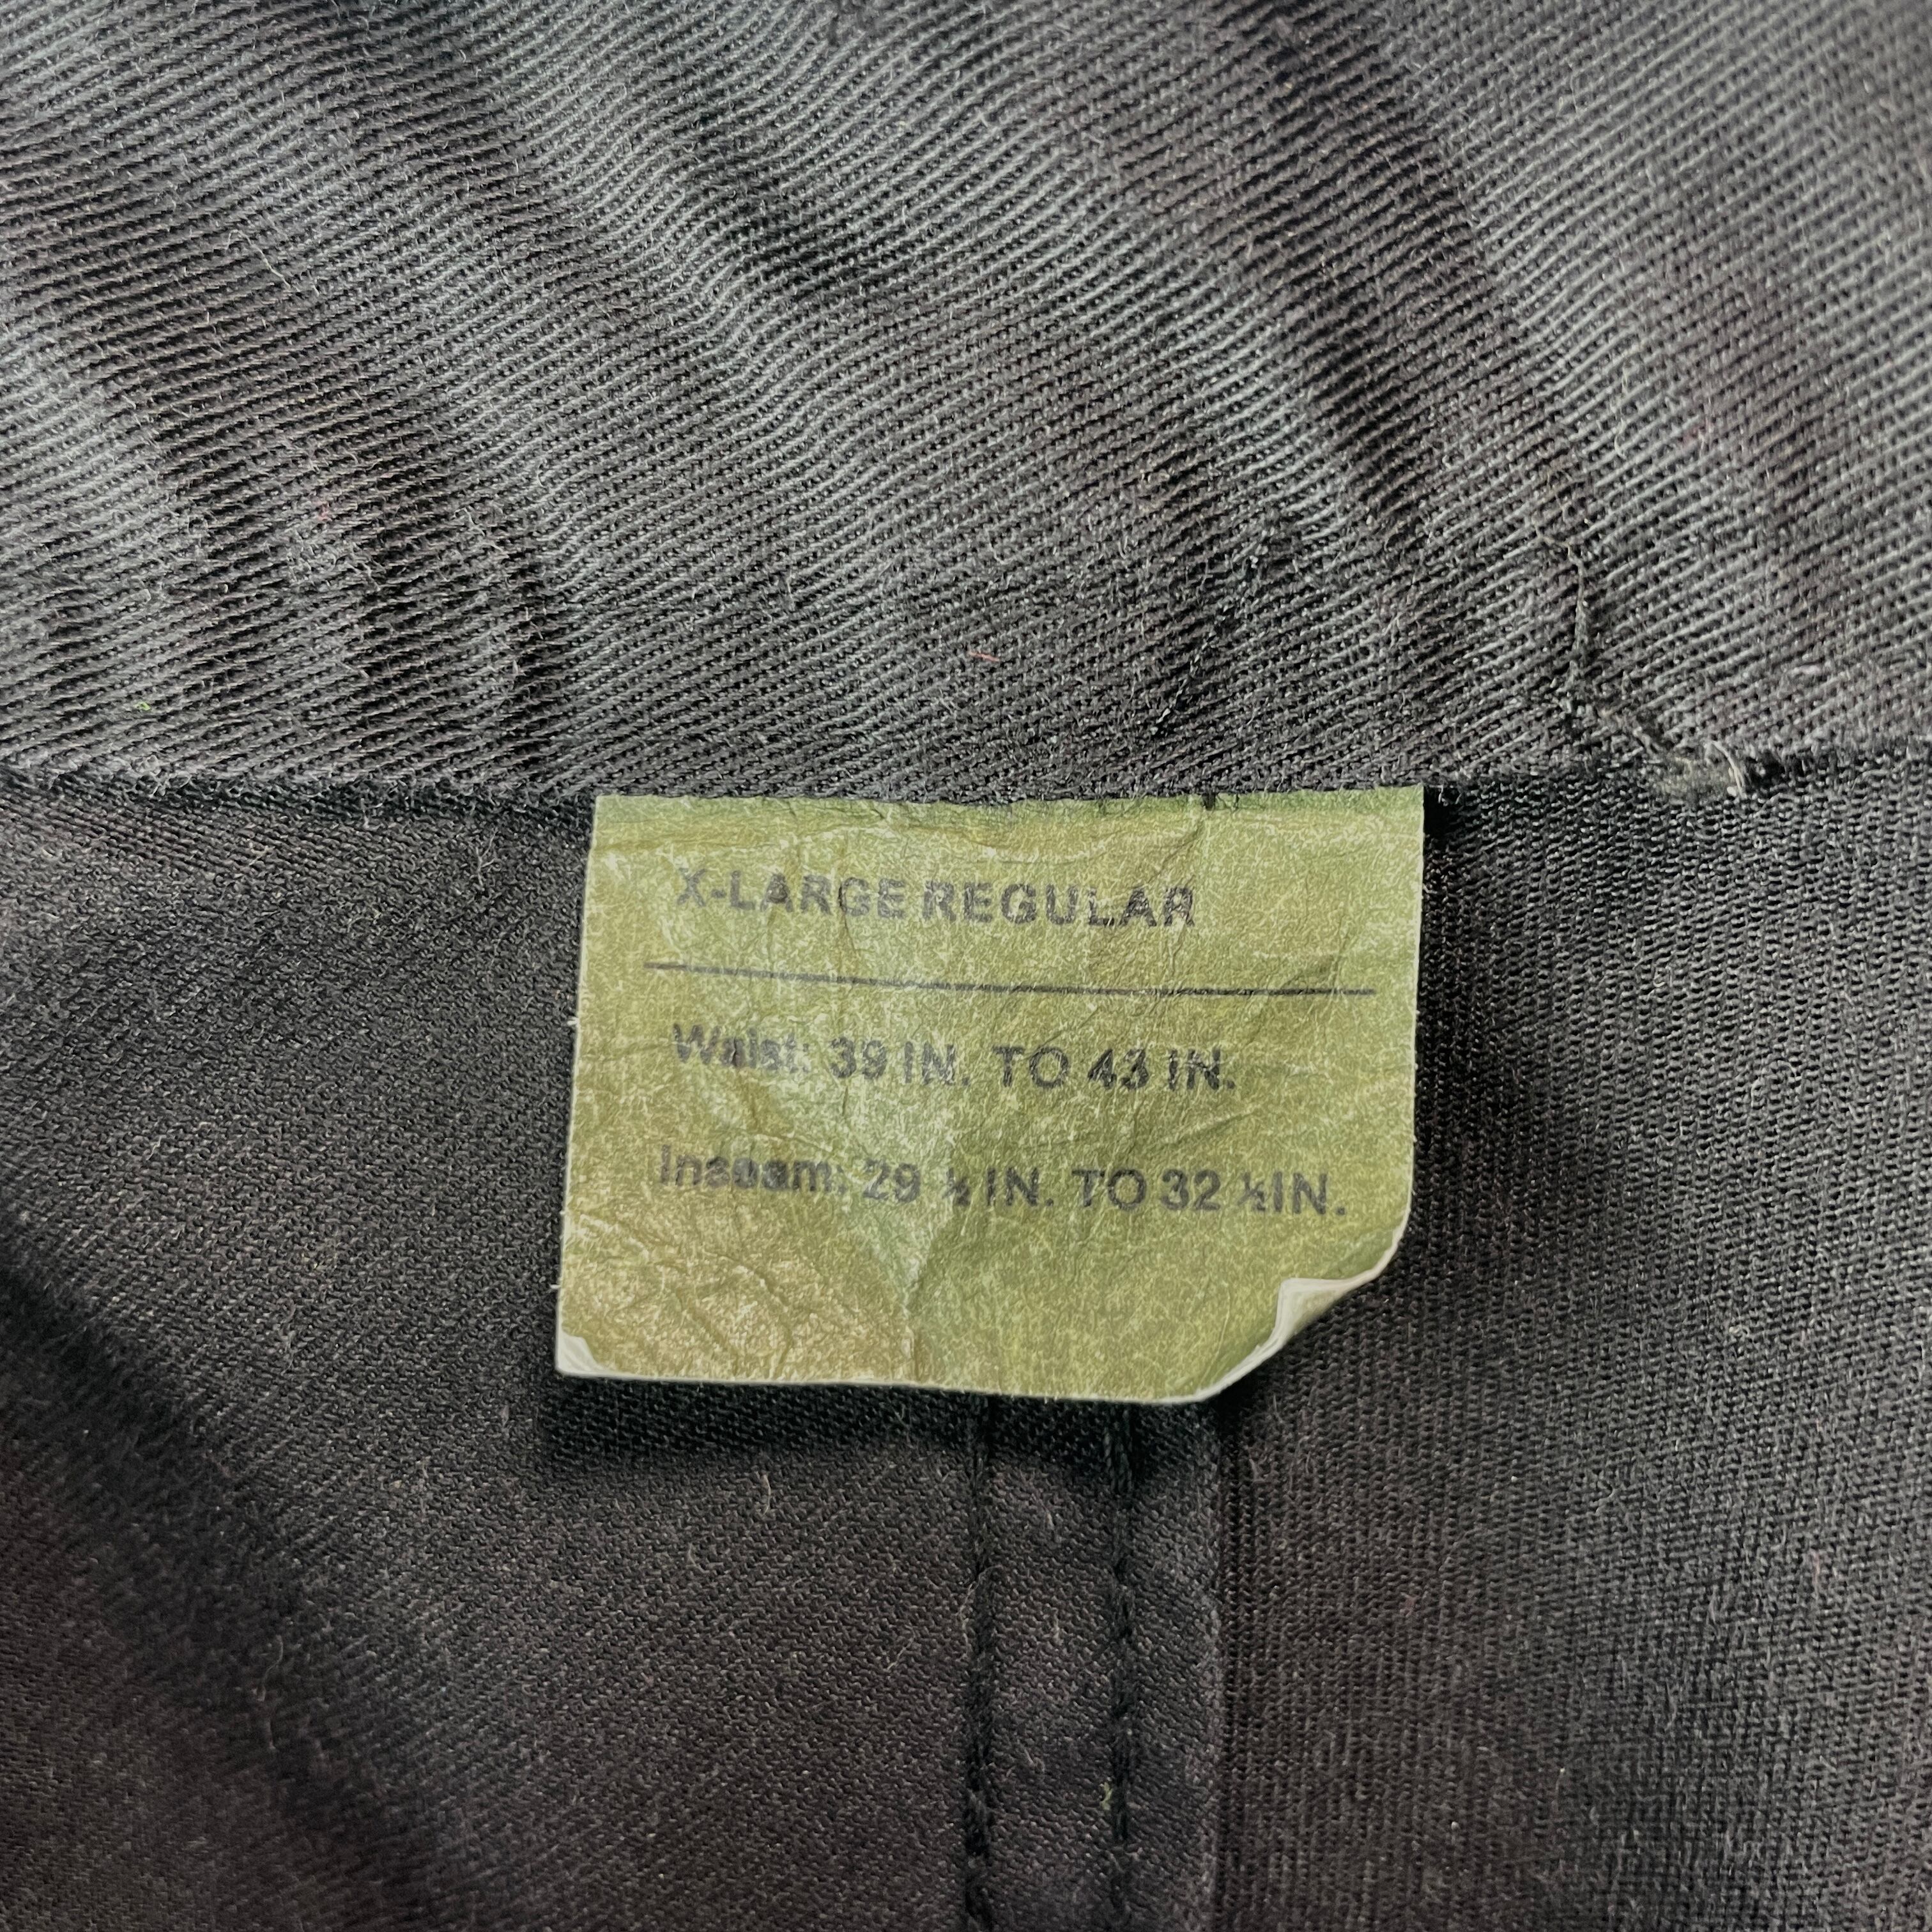 X-LARGE REGULAR
Waist: 39 IN. TO 43 IN.
Inseam: 29 ½ IN. TO 32 ½ IN.